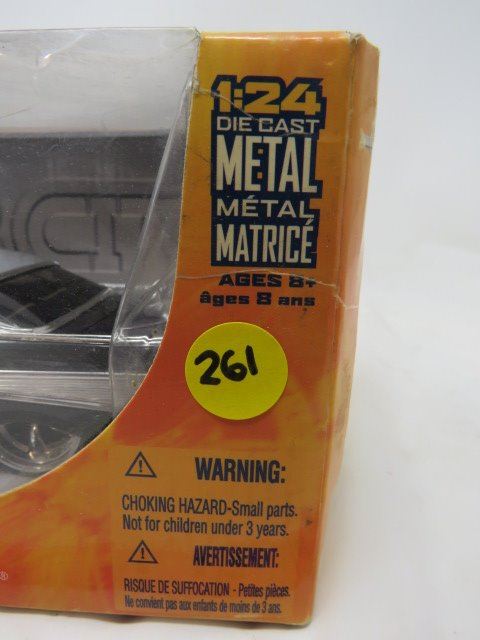 1:24
DIE CAST
METAL
MÉTAL
MATRICÉ
AGES 8+
âges 8 ans
261
WARNING:
CHOKING HAZARD-Small parts.
Not for children under 3 years.
AVERTISSEMENT:
RISQUE DE SUFFOCATION - Petites pièces.
Ne convient pas aux enfants de moins de 3 ans.
®